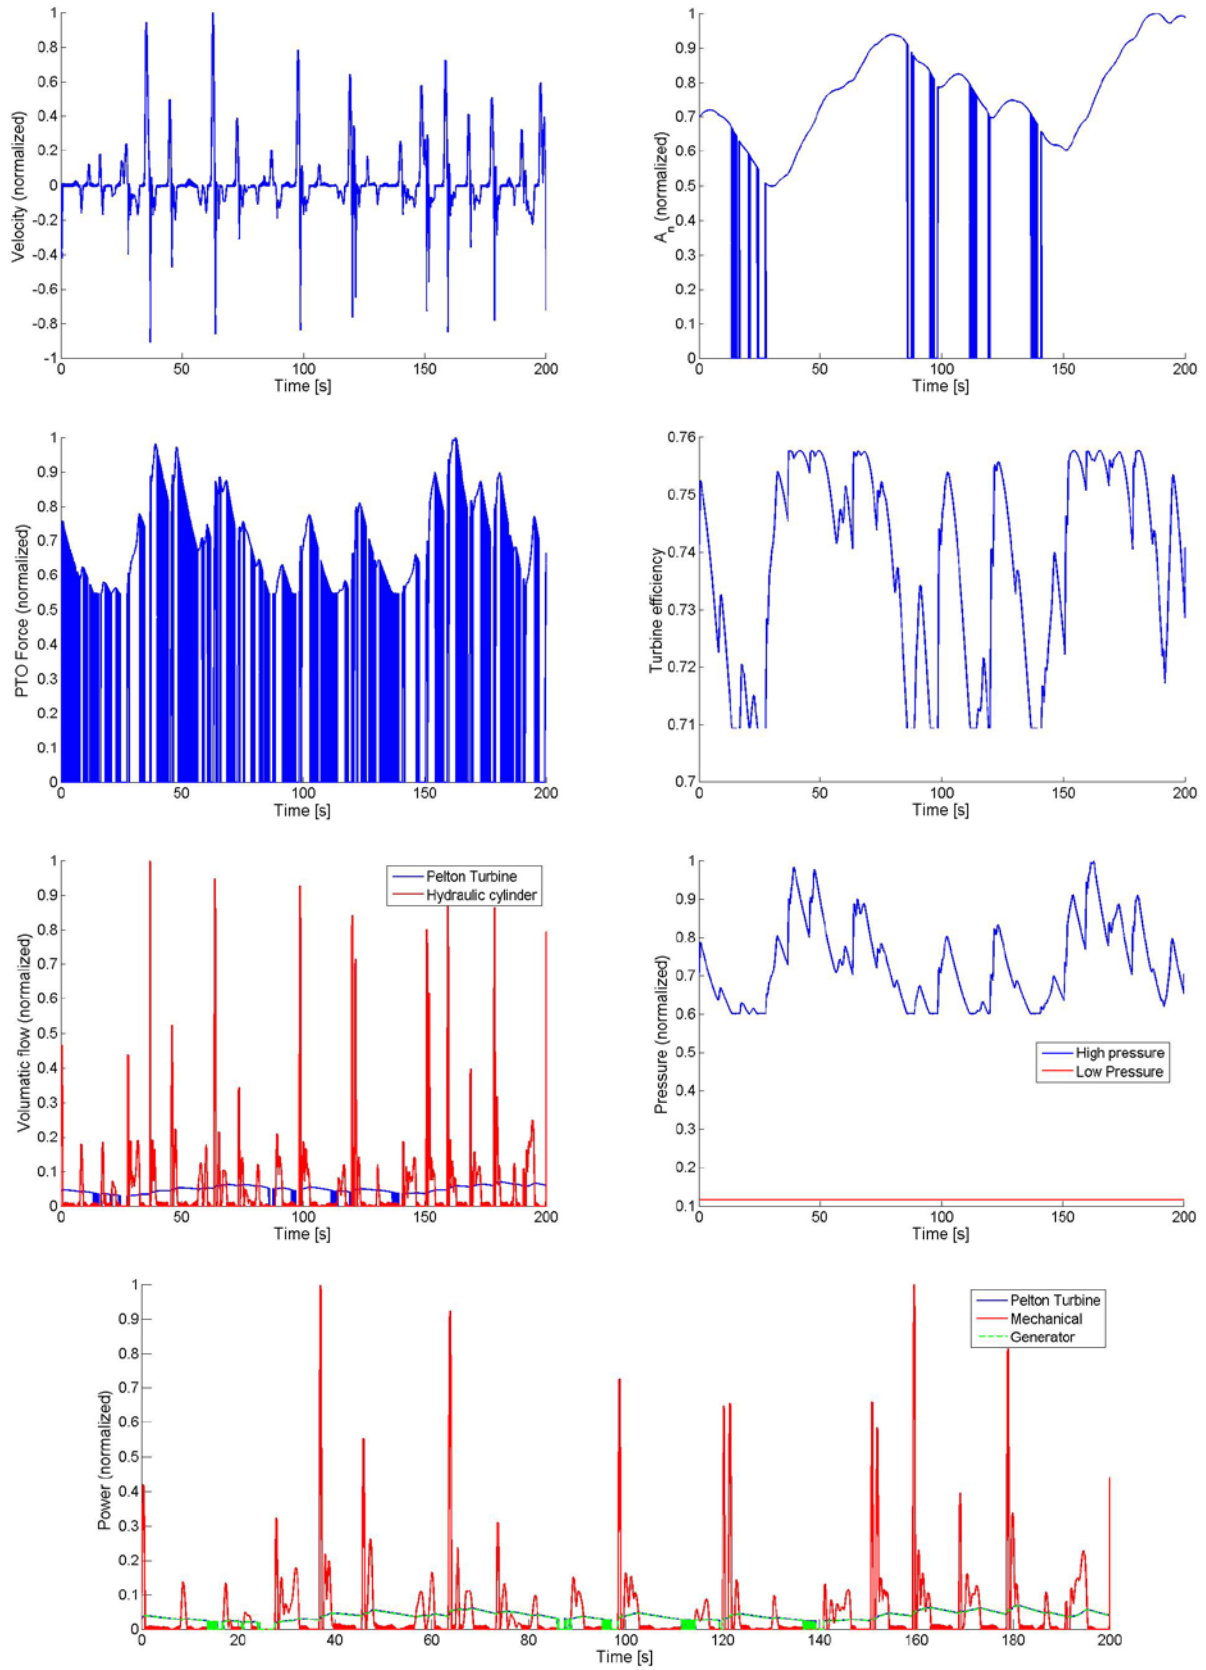 1
0.8
0.6
0.4
0.2
0
-0.2
-0.4
-0.6
-0.8
-1
Velocity (normalized)
0 50 100 150 200
Time [s]
1
0.9
0.8
0.7
0.6
0.5
0.4
0.3
0.2
0.1
0
An (normalized)
0 50 100 150 200
Time [s]
1
0.9
0.8
0.7
0.6
0.5
0.4
0.3
0.2
0.1
0
PTO Force (normalized)
0 50 100 150 200
Time [s]
0.76
0.75
0.74
0.73
0.72
0.71
0.7
Turbine efficiency
0 50 100 150 200
Time [s]
1
0.9
0.8
0.7
0.6
0.5
0.4
0.3
0.2
0.1
0
Volumatic flow (normalized)
Pelton Turbine
Hydraulic cylinder
0 50 100 150 200
Time [s]
1
0.9
0.8
0.7
0.6
0.5
0.4
0.3
0.2
0.1
Pressure (normalized)
High pressure
Low Pressure
0 50 100 150 200
Time [s]
1
0.9
0.8
0.7
0.6
0.5
0.4
0.3
0.2
0.1
0
Power (normalized)
Pelton Turbine
Mechanical
Generator
0 20 40 60 80 100 120 140 160 180 200
Time [s]